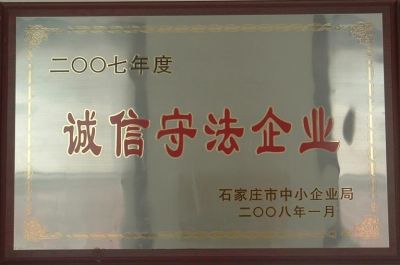 二〇〇七年度
诚信守法企业
石家庄市中小企业局
二〇〇八年一月